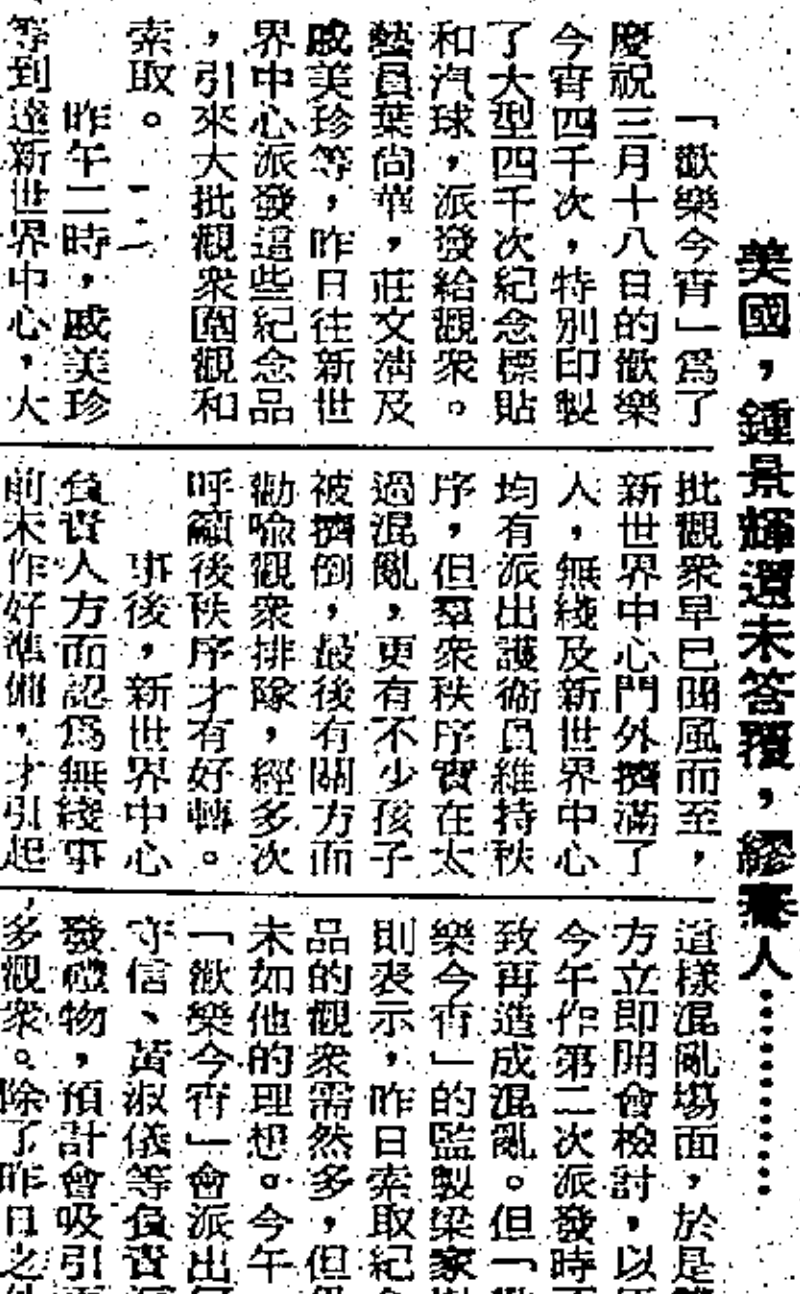 美國，鍾景輝還未答覆，繆騫人…………
「歡樂今宵」爲了
慶祝三月十八日的歡樂
今宵四千次，特別印製
了大型四千次紀念標貼
和汽球，派發給觀衆。
藝員葉尚華，莊文清及
戚美珍等，昨日往新世
界中心派發這些紀念品
，引來大批觀衆圍觀和
索取。
昨午二時，戚美珍
等到達新世界中心，大
批觀衆早已聞風而至，
新世界中心門外擠滿了
人，無綫及新世界中心
均有派出護衞員維持秩
序，但羣衆秩序實在太
過混亂，更有不少孩子
被擠倒，最後有關方面
勸喻觀衆排隊，經多次
呼籲後秩序才有好轉。
事後，新世界中心
負責人方面認爲無綫事
前未作好準備，才引起
這樣混亂場面，於是
方立即開會檢討，以
今午作第二次派發時
致再造成混亂。但「
樂今宵」的監製梁家
則表示，昨日索取紀
品的觀衆需然多，但
未如他的理想。今午
「歡樂今宵」會派出
守信、黃淑儀等負責
發禮物，預計會吸引
多觀衆。除了昨日之